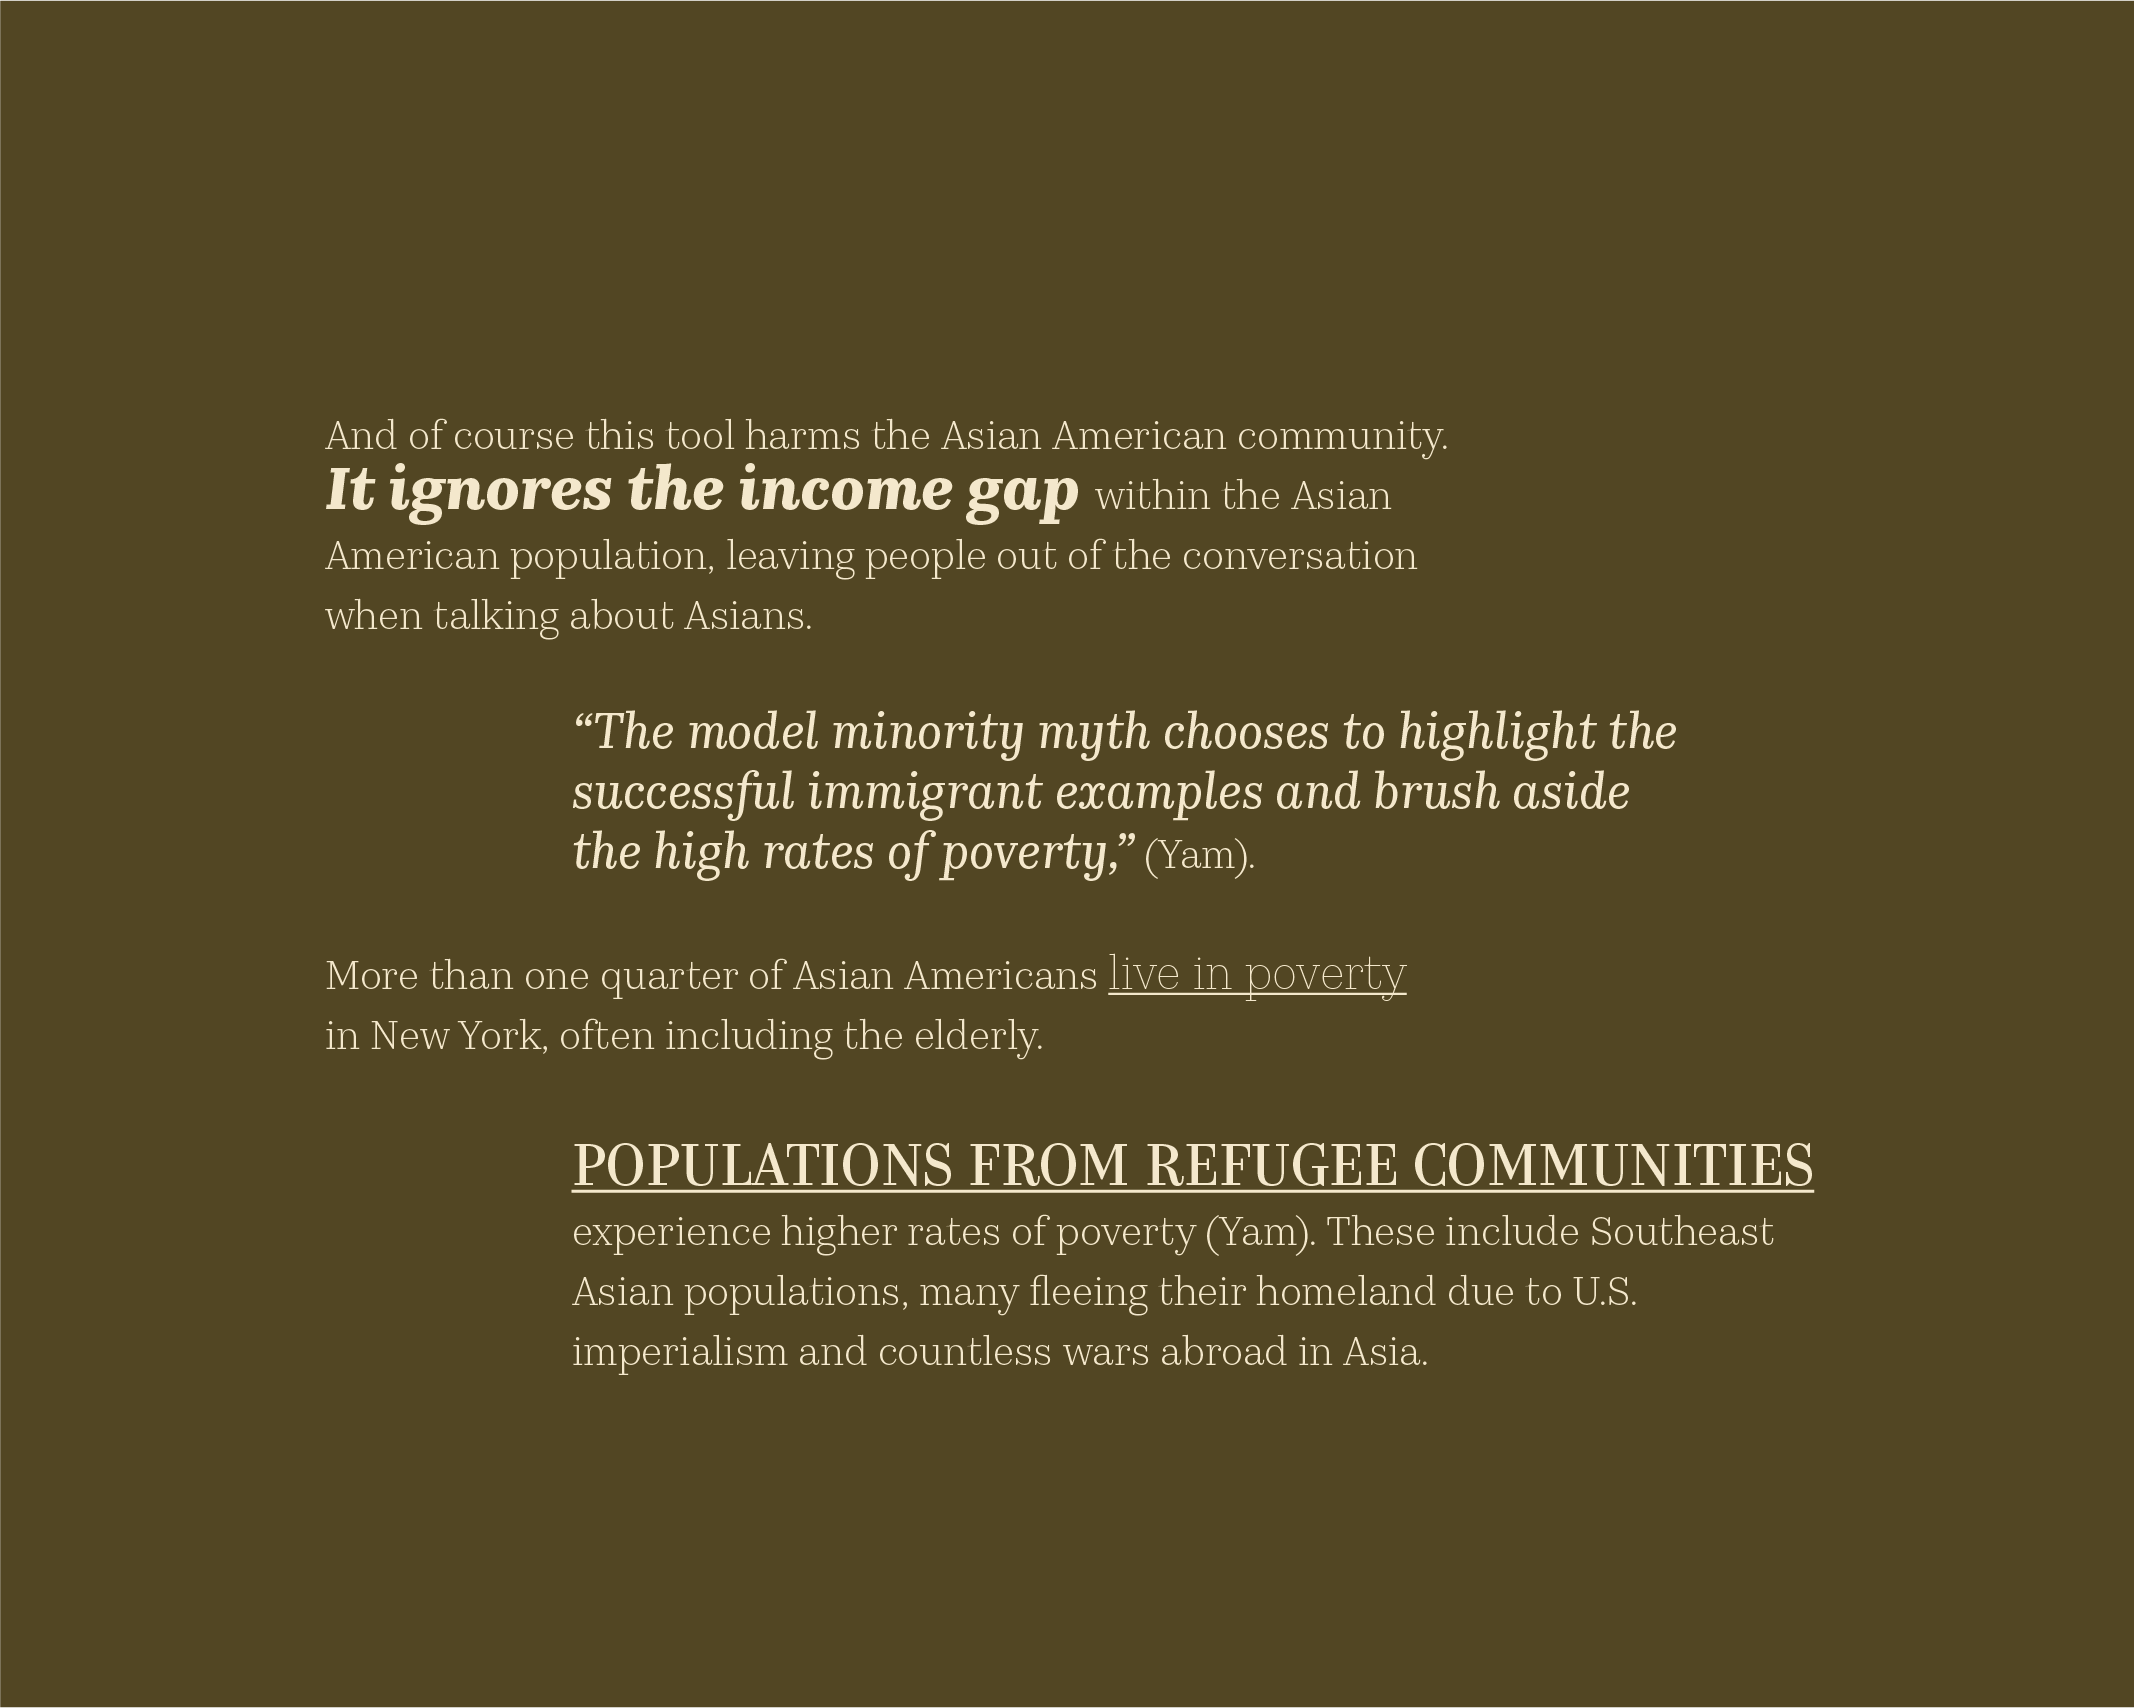 And of course this tool harms the Asian American community.
It ignores the income gap within the Asian
American population, leaving people out of the conversation
when talking about Asians.
“The model minority myth chooses to highlight the
successful immigrant examples and brush aside
the high rates of poverty,” (Yam).
More than one quarter of Asian Americans live in poverty
in New York, often including the elderly.
POPULATIONS FROM REFUGEE COMMUNITIES
experience higher rates of poverty (Yam). These include Southeast
Asian populations, many fleeing their homeland due to U.S.
imperialism and countless wars abroad in Asia.